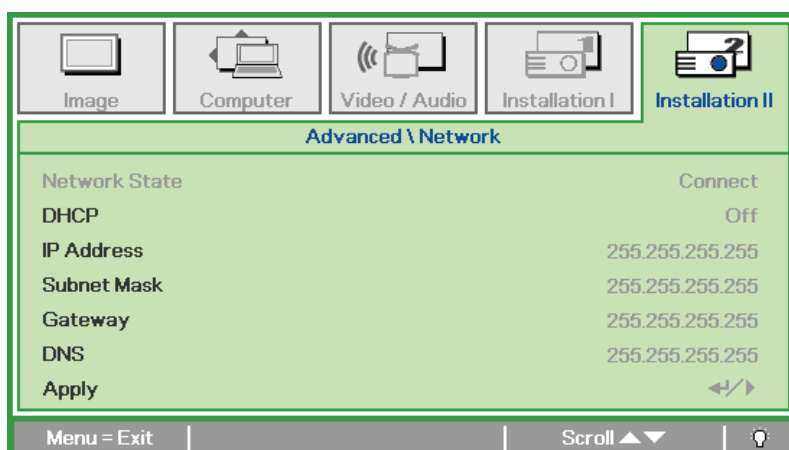 Image
Computer
Video / Audio
Installation I
Installation II
Advanced \ Network
Network State Connect
DHCP Off
IP Address 255.255.255.255
Subnet Mask 255.255.255.255
Gateway 255.255.255.255
DNS 255.255.255.255
Apply
Menu = Exit Scroll ▲▼